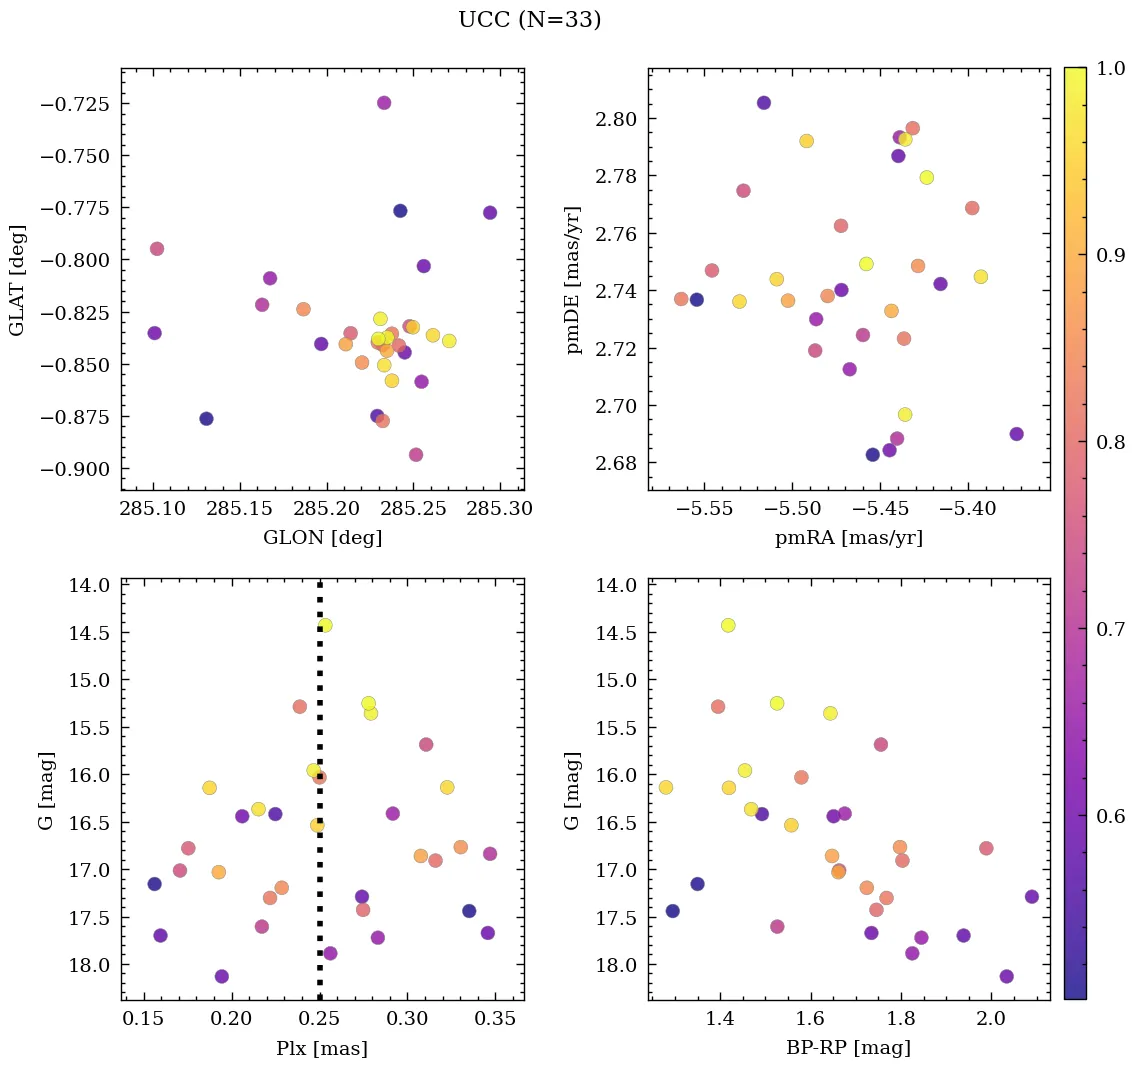 UCC (N=33)
−0.725
−0.750
−0.775
−0.800
−0.825
−0.850
−0.875
−0.900
GLAT [deg]
285.10 285.20 285.25 285.30
GLON [deg]
2.80
2.78
2.76
2.74
2.72
2.70
2.68
pmDE [mas/yr]
−5.55 −5.50 −5.45 −5.40
pmRA [mas/yr]
1.0
0.9
0.8
0.7
0.6
14.0
14.5
15.0
15.5
16.0
16.5
17.0
17.5
18.0
G [mag]
0.15 0.20 0.25 0.30 0.35
Plx [mas]
14.0
14.5
15.0
15.5
16.0
16.5
17.0
17.5
18.0
G [mag]
1.4 1.6 1.8 2.0
BP-RP [mag]